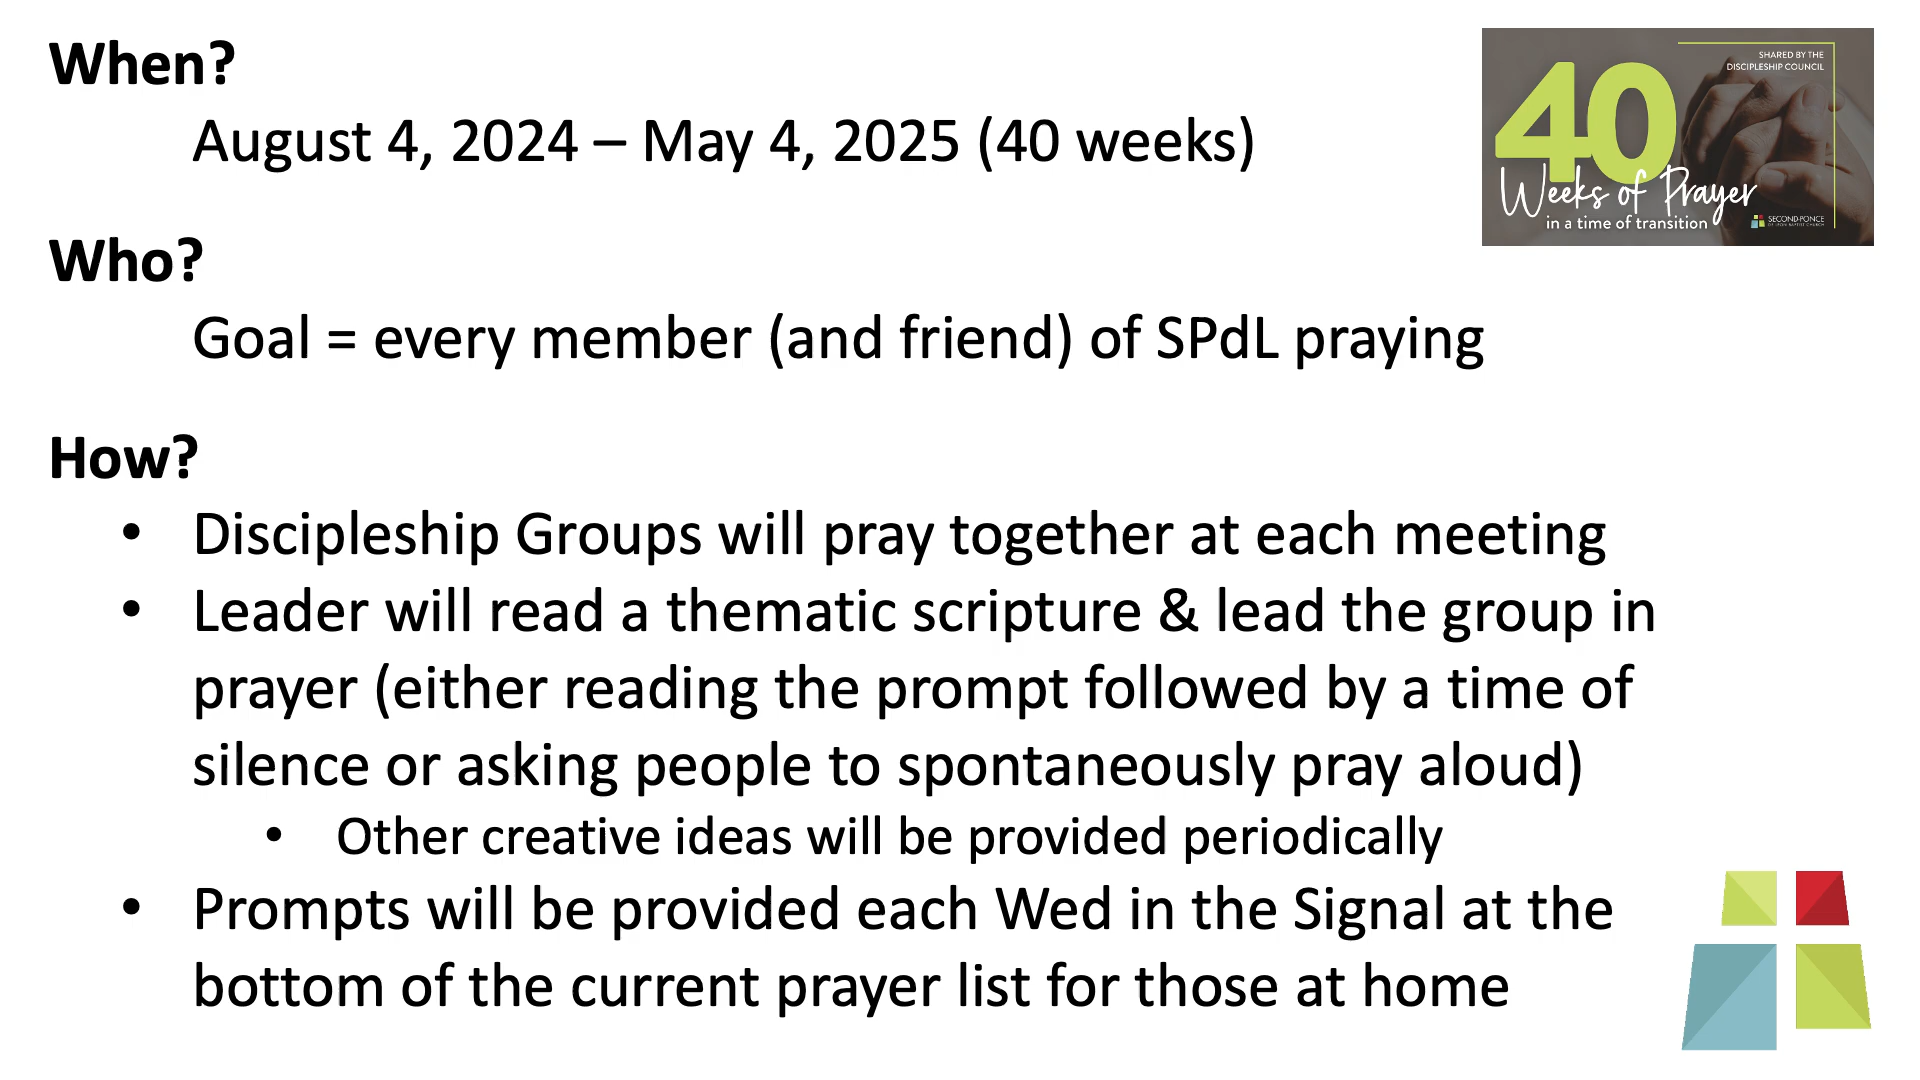 When?
August 4, 2024 – May 4, 2025 (40 weeks)
SHARED BY THE
DISCIPLESHIP COUNCIL
40
Weeks of Prayer
in a time of transition
SECOND-PONCE
DE LEON BAPTIST CHURCH
Who?
Goal = every member (and friend) of SPdL praying
How?
• Discipleship Groups will pray together at each meeting
• Leader will read a thematic scripture & lead the group in
prayer (either reading the prompt followed by a time of
silence or asking people to spontaneously pray aloud)
• Other creative ideas will be provided periodically
• Prompts will be provided each Wed in the Signal at the
bottom of the current prayer list for those at home